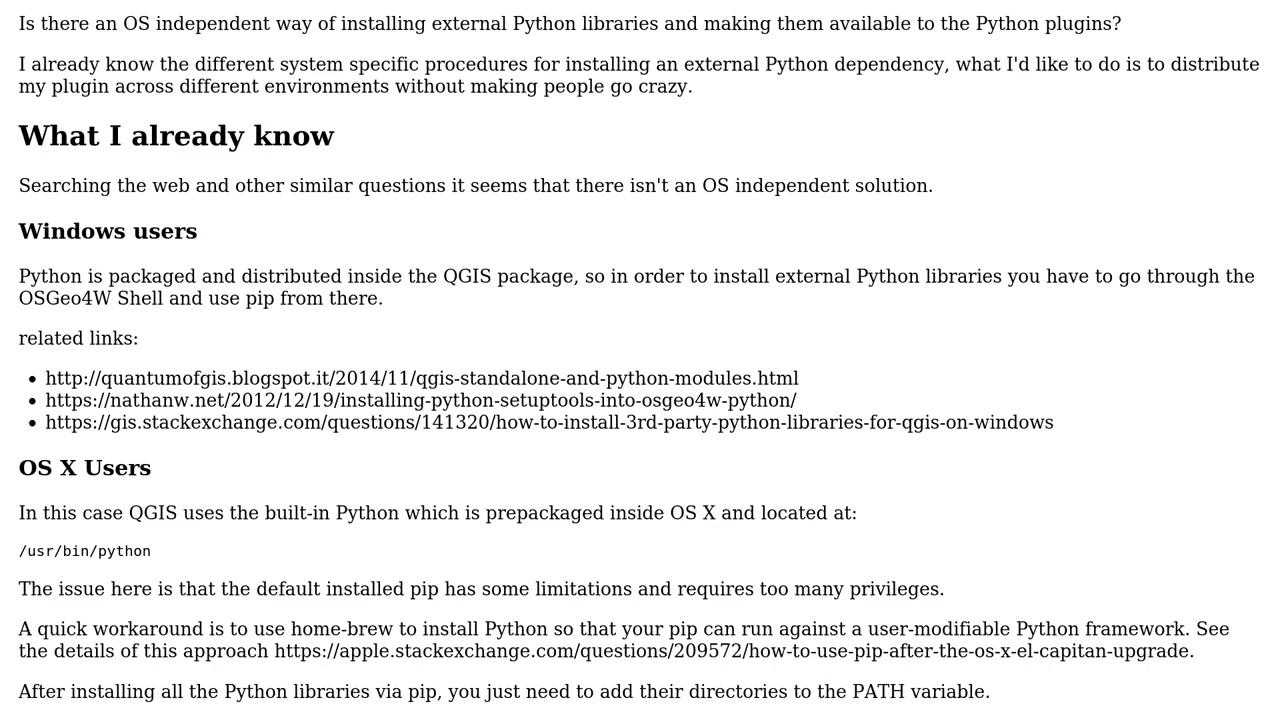 Is there an OS independent way of installing external Python libraries and making them available to the Python plugins?
I already know the different system specific procedures for installing an external Python dependency, what I'd like to do is to distribute
my plugin across different environments without making people go crazy.
What I already know
Searching the web and other similar questions it seems that there isn't an OS independent solution.
Windows users
Python is packaged and distributed inside the QGIS package, so in order to install external Python libraries you have to go through the
OSGeo4W Shell and use pip from there.
related links:
• http://quantumofgis.blogspot.it/2014/11/qgis-standalone-and-python-modules.html
• https://nathanw.net/2012/12/19/installing-python-setuptools-into-osgeo4w-python/
• https://gis.stackexchange.com/questions/141320/how-to-install-3rd-party-python-libraries-for-qgis-on-windows
OS X Users
In this case QGIS uses the built-in Python which is prepackaged inside OS X and located at:
/usr/bin/python
The issue here is that the default installed pip has some limitations and requires too many privileges.
A quick workaround is to use home-brew to install Python so that your pip can run against a user-modifiable Python framework. See
the details of this approach https://apple.stackexchange.com/questions/209572/how-to-use-pip-after-the-os-x-el-capitan-upgrade.
After installing all the Python libraries via pip, you just need to add their directories to the PATH variable.